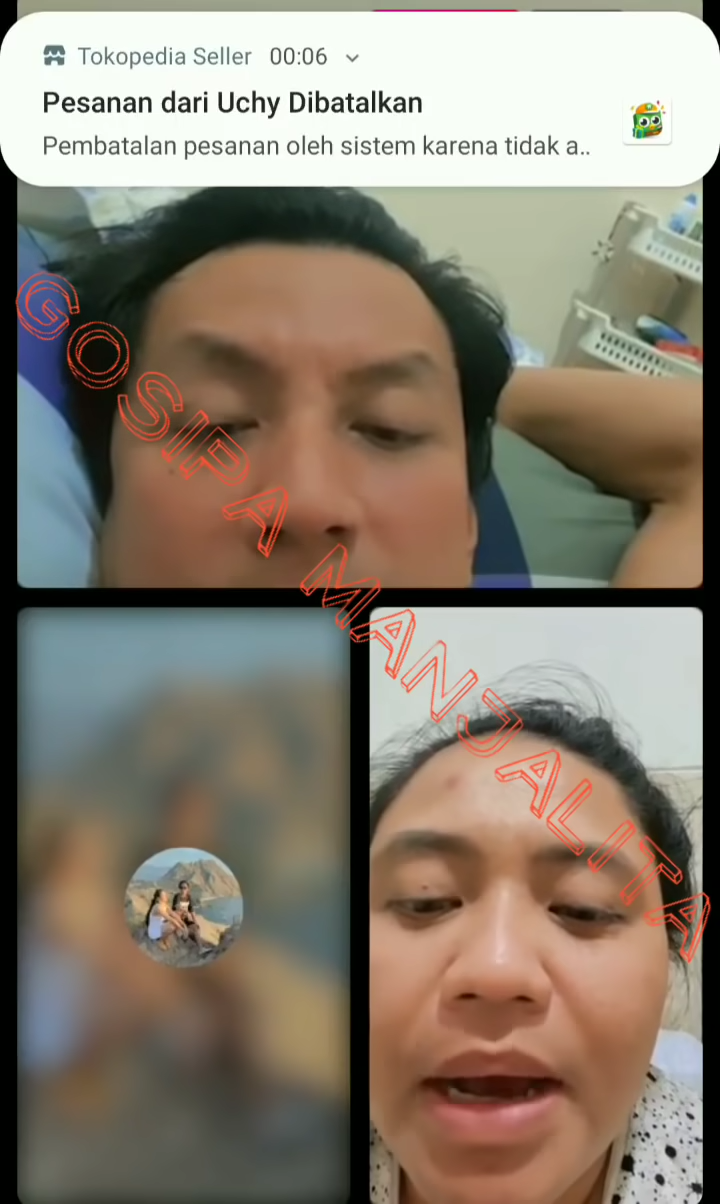 Tokopedia Seller 00:06
Pesanan dari Uchy Dibatalkan
Pembatalan pesanan oleh sistem karena tidak a..
GOSIPA MANJALITA